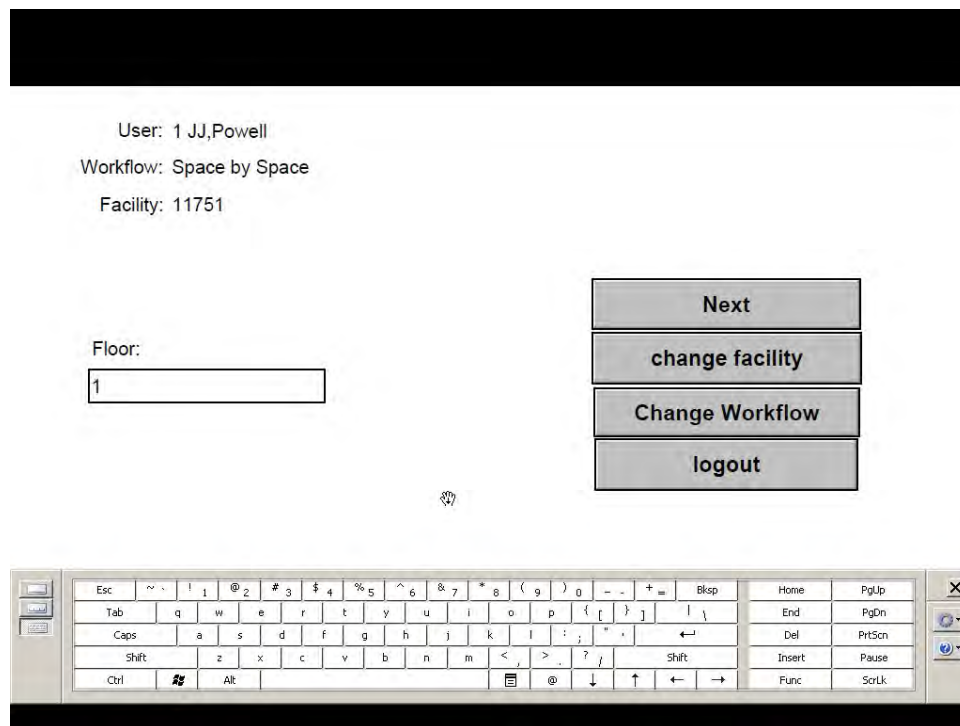 User: 1 JJ,Powell
Workflow: Space by Space
Facility: 11751
Next
change facility
Change Workflow
logout
Floor:
1
Esc ~ ` ! 1 @ 2 # 3 $ 4 % 5 ^ 6 & 7 * 8 ( 9 ) 0 - - + = Bksp Home PgUp
Tab q w e r t y u i o p { [ } ] | \ End PgDn
Caps a s d f g h j k l : ; " ' Del PrtScn
Shift z x c v b n m < , > . ? / Shift Insert Pause
Ctrl Alt @ ↓ ↑ ← → Func ScrLk